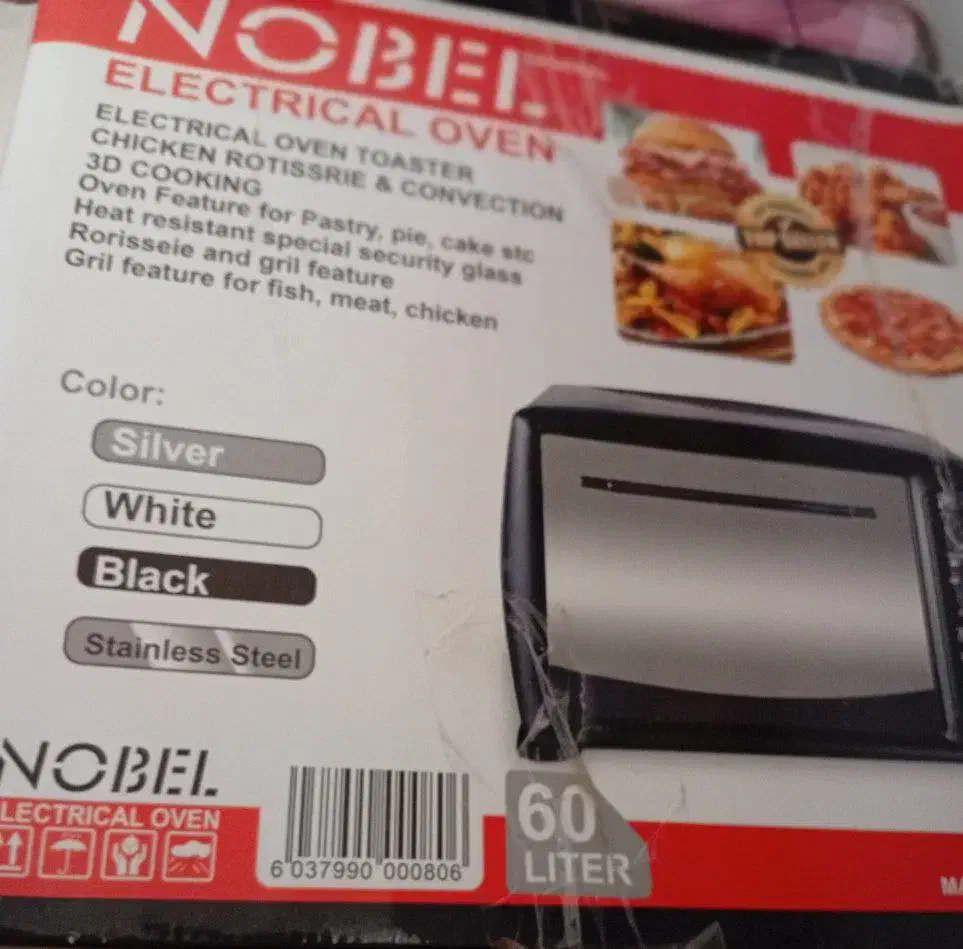 NOBEL
ELECTRICAL OVEN
ELECTRICAL OVEN TOASTER
CHICKEN ROTISSRIE & CONVECTION
3D COOKING
Oven Feature for Pastry, pie, cake stc
Heat resistant special security glass
Rorisseie and gril feature
Gril feature for fish, meat, chicken
Color:
Silver
White
Black
Stainless Steel
NOBEL
LECTRICAL OVEN
6 037990 000806
60
LITER